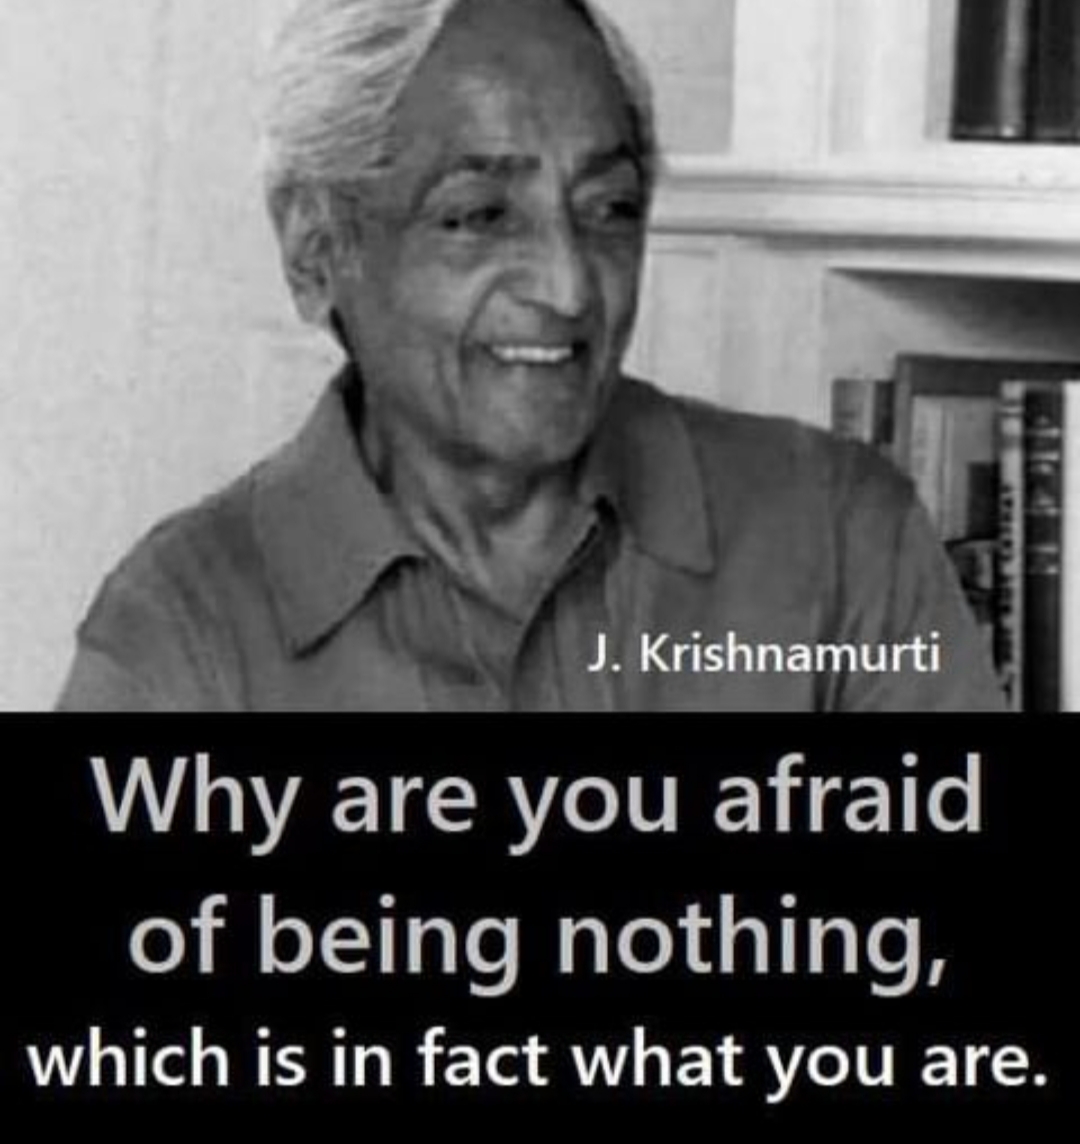 J. Krishnamurti
Why are you afraid
of being nothing,
which is in fact what you are.